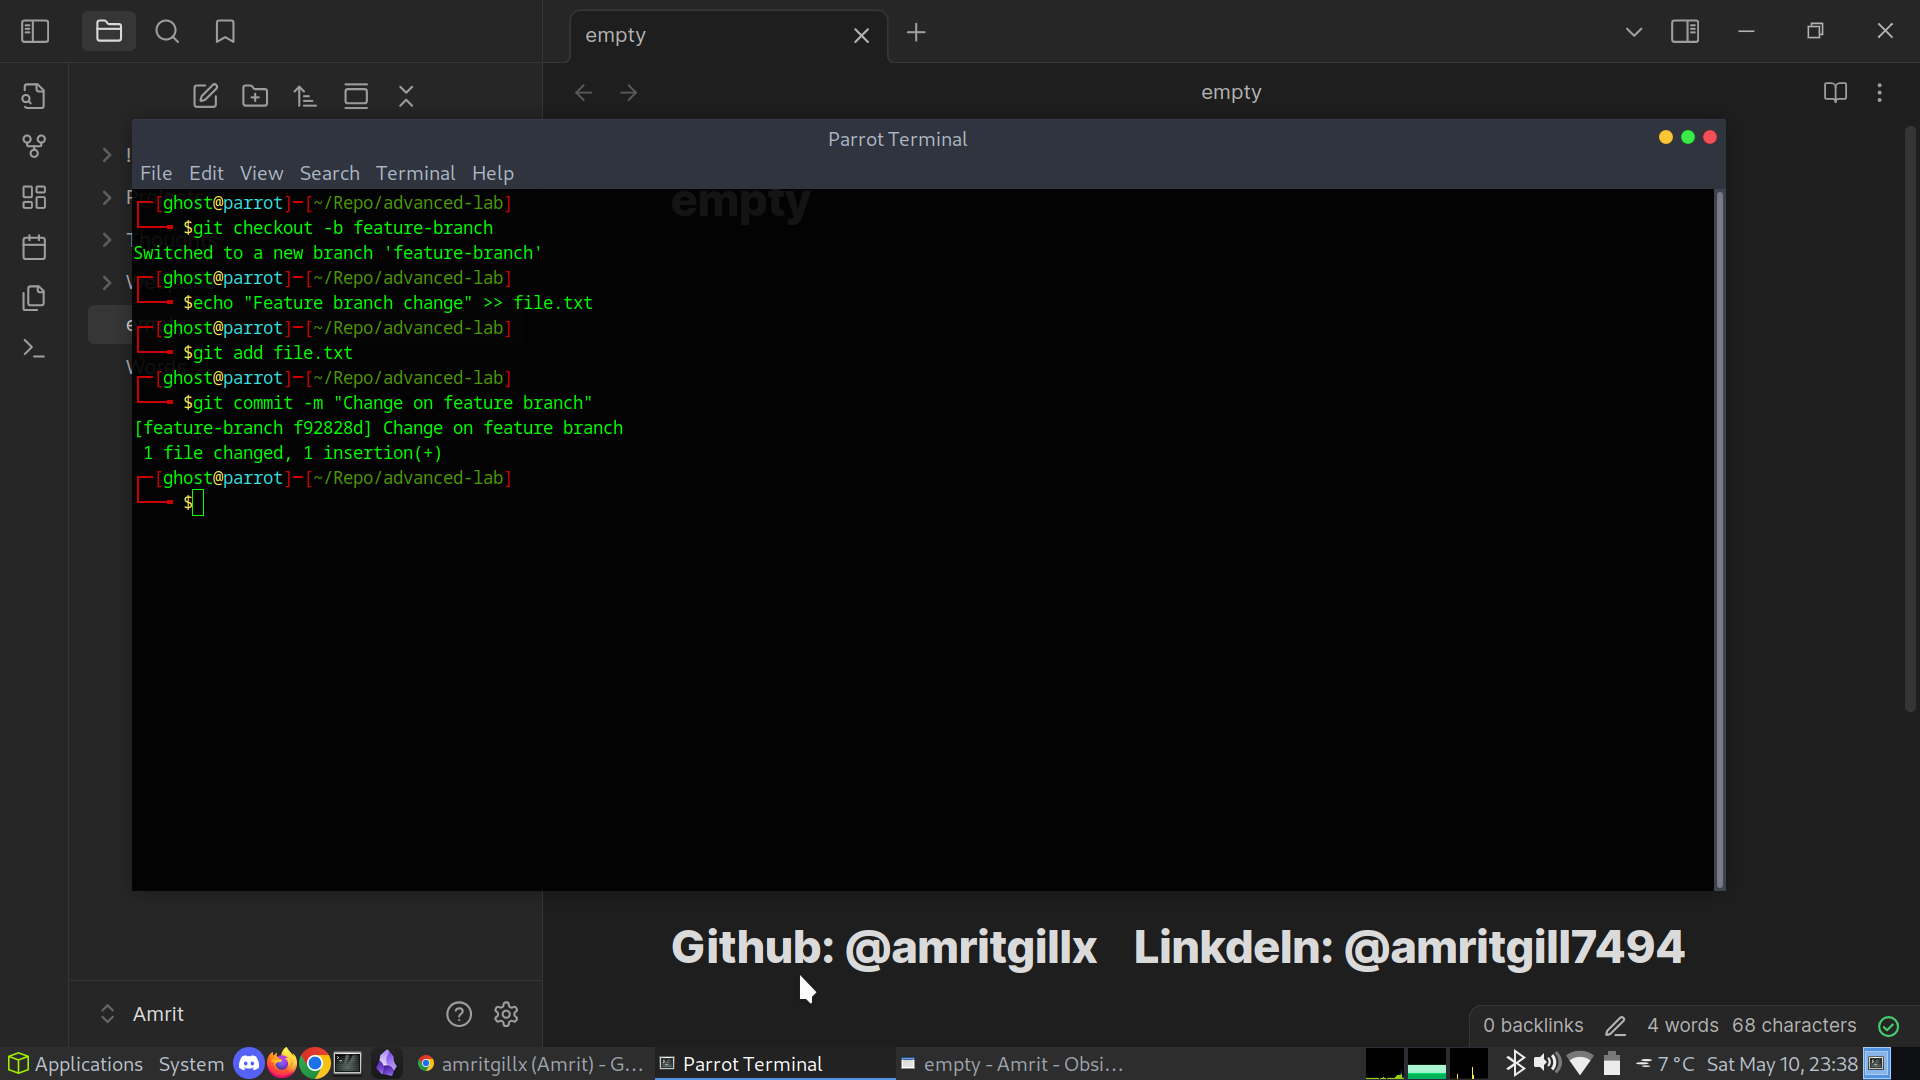 empty
empty
Parrot Terminal
File Edit View Search Terminal Help
empty
┌─[ghost@parrot]─[~/Repo/advanced-lab]
└──╼ $git checkout -b feature-branch
Switched to a new branch 'feature-branch'
┌─[ghost@parrot]─[~/Repo/advanced-lab]
└──╼ $echo "Feature branch change" >> file.txt
┌─[ghost@parrot]─[~/Repo/advanced-lab]
└──╼ $git add file.txt
┌─[ghost@parrot]─[~/Repo/advanced-lab]
└──╼ $git commit -m "Change on feature branch"
[feature-branch f92828d] Change on feature branch
1 file changed, 1 insertion(+)
┌─[ghost@parrot]─[~/Repo/advanced-lab]
└──╼ $
Words
Github: @amritgillx Linkdeln: @amritgill7494
Amrit
0 backlinks 4 words 68 characters
Applications System amritgillx (Amrit) - G... Parrot Terminal empty - Amrit - Obsi... 7 °C Sat May 10, 23:38